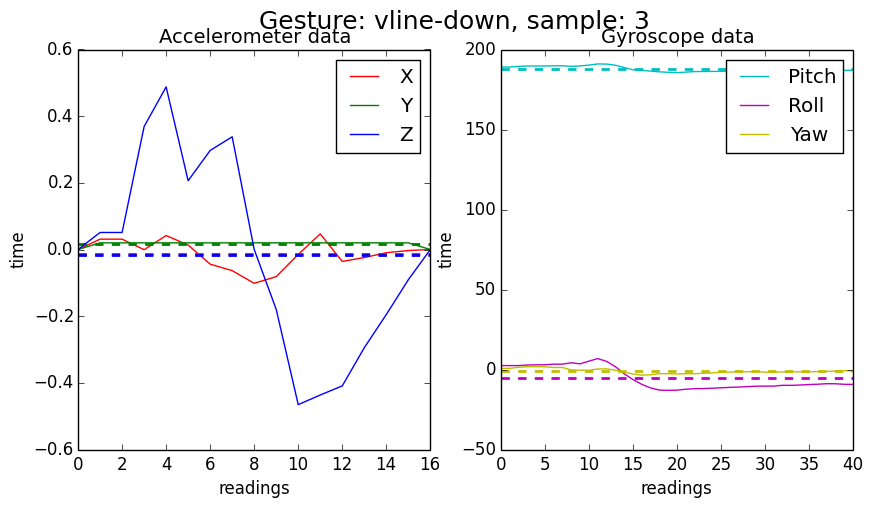 Gesture: vline-down, sample: 3
Accelerometer data
0.6
0.4
0.2
0.0
−0.2
−0.4
−0.6
time
X
Y
Z
0 2 4 6 8 10 12 14 16
readings
Gyroscope data
200
150
100
50
0
−50
time
Pitch
Roll
Yaw
0 5 10 15 20 25 30 35 40
readings